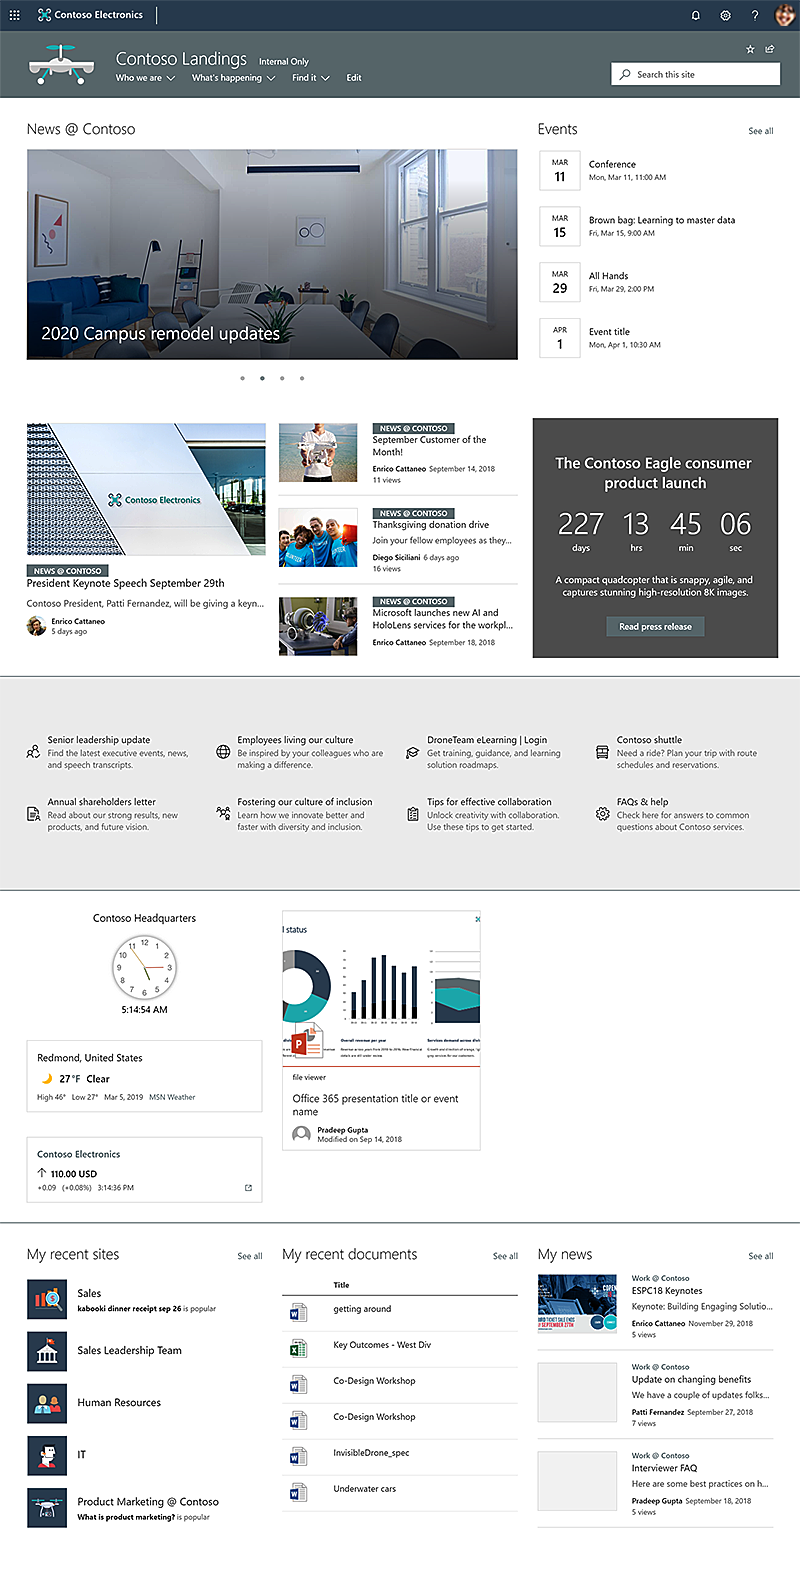 Contoso Electronics
Contoso Landings
Internal Only
Who we are
What's happening
Find it
Edit
Search this site
News @ Contoso
2020 Campus remodel updates
Events
See all
MAR
11
Conference
Mon, Mar 11, 11:00 AM
MAR
15
Brown bag: Learning to master data
Fri, Mar 15, 9:00 AM
MAR
29
All Hands
Fri, Mar 29, 2:00 PM
APR
1
Event title
Mon, Apr 1, 10:30 AM
Contoso Electronics
NEWS @ CONTOSO
President Keynote Speech September 29th
Contoso President, Patti Fernandez, will be giving a keyn...
Enrico Cattaneo
5 days ago
NEWS @ CONTOSO
September Customer of the
Month!
Enrico Cattaneo September 14, 2018
11 views
NEWS @ CONTOSO
Thanksgiving donation drive
Join your fellow employees as they...
Diego Siciliani 6 days ago
16 views
NEWS @ CONTOSO
Microsoft launches new AI and
HoloLens services for the workpl...
Enrico Cattaneo September 18, 2018
The Contoso Eagle consumer
product launch
227 13 45 06
days hrs min sec
A compact quadcopter that is snappy, agile, and
captures stunning high-resolution 8K images.
Read press release
Senior leadership update
Find the latest executive events, news,
and speech transcripts.
Employees living our culture
Be inspired by your colleagues who are
making a difference.
DroneTeam eLearning | Login
Get training, guidance, and learning
solution roadmaps.
Contoso shuttle
Need a ride? Plan your trip with route
schedules and reservations.
Annual shareholders letter
Read about our strong results, new
products, and future vision.
Fostering our culture of inclusion
Learn how we innovate better and
faster with diversity and inclusion.
Tips for effective collaboration
Unlock creativity with collaboration.
Use these tips to get started.
FAQs & help
Check here for answers to common
questions about Contoso services.
Contoso Headquarters
12
1
2
3
4
5
6
7
8
9
10
11
5:14:54 AM
Redmond, United States
27°F Clear
High 46° Low 27° Mar 5, 2019 MSN Weather
Contoso Electronics
110.00 USD
+0.09 (+0.08%) 3:14:36 PM
l status
Overall revenue per year
Services demand across
P
file viewer
Office 365 presentation title or event
name
Pradeep Gupta
Modified on Sep 14, 2018
My recent sites
See all
Sales
kabooki dinner receipt sep 26 is popular
Sales Leadership Team
Human Resources
IT
Product Marketing @ Contoso
What is product marketing? is popular
My recent documents
See all
Title
getting around
Key Outcomes - West Div
Co-Design Workshop
Co-Design Workshop
InvisibleDrone_spec
Underwater cars
My news
See all
Work @ Contoso
ESPC18 Keynotes
Keynote: Building Engaging Solutio...
Enrico Cattaneo November 29, 2018
5 views
Work @ Contoso
Update on changing benefits
We have a couple of updates folks...
Patti Fernandez September 27, 2018
7 views
Work @ Contoso
Interviewer FAQ
Here are some best practices on h...
Pradeep Gupta September 18, 2018
5 views